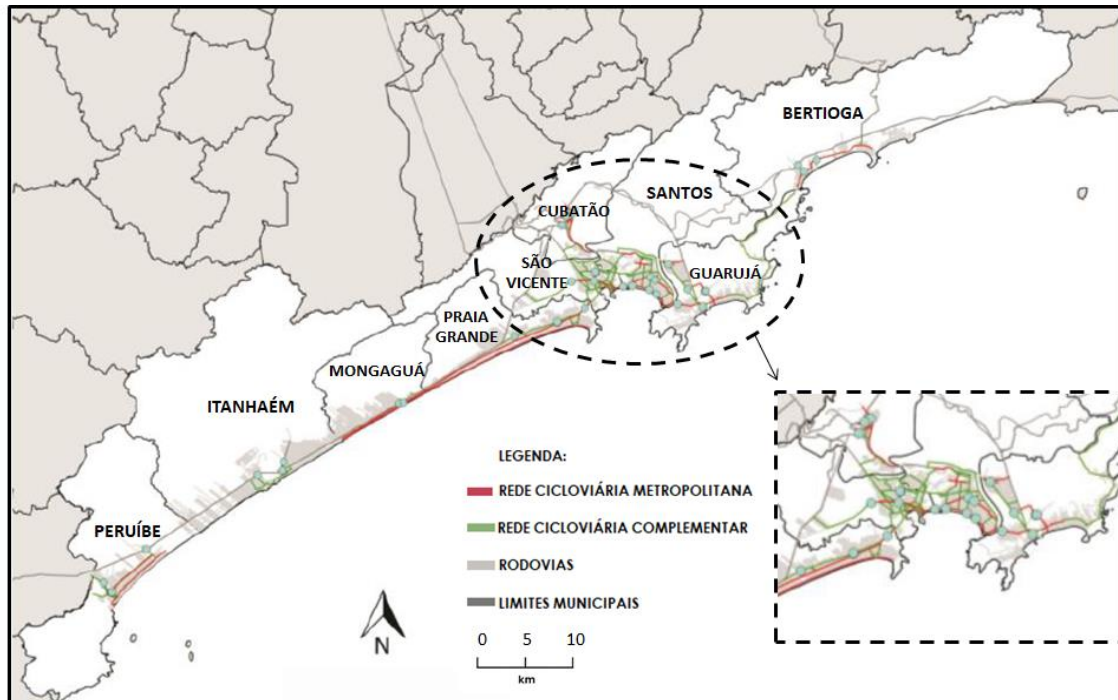 BERTIOGA
SANTOS
CUBATÃO
SÃO
VICENTE
GUARUJÁ
PRAIA
GRANDE
MONGAGUÁ
ITANHAÉM
PERUÍBE
LEGENDA:
REDE CICLOVIÁRIA METROPOLITANA
REDE CICLOVIÁRIA COMPLEMENTAR
RODOVIAS
LIMITES MUNICIPAIS
N
0 5 10
km